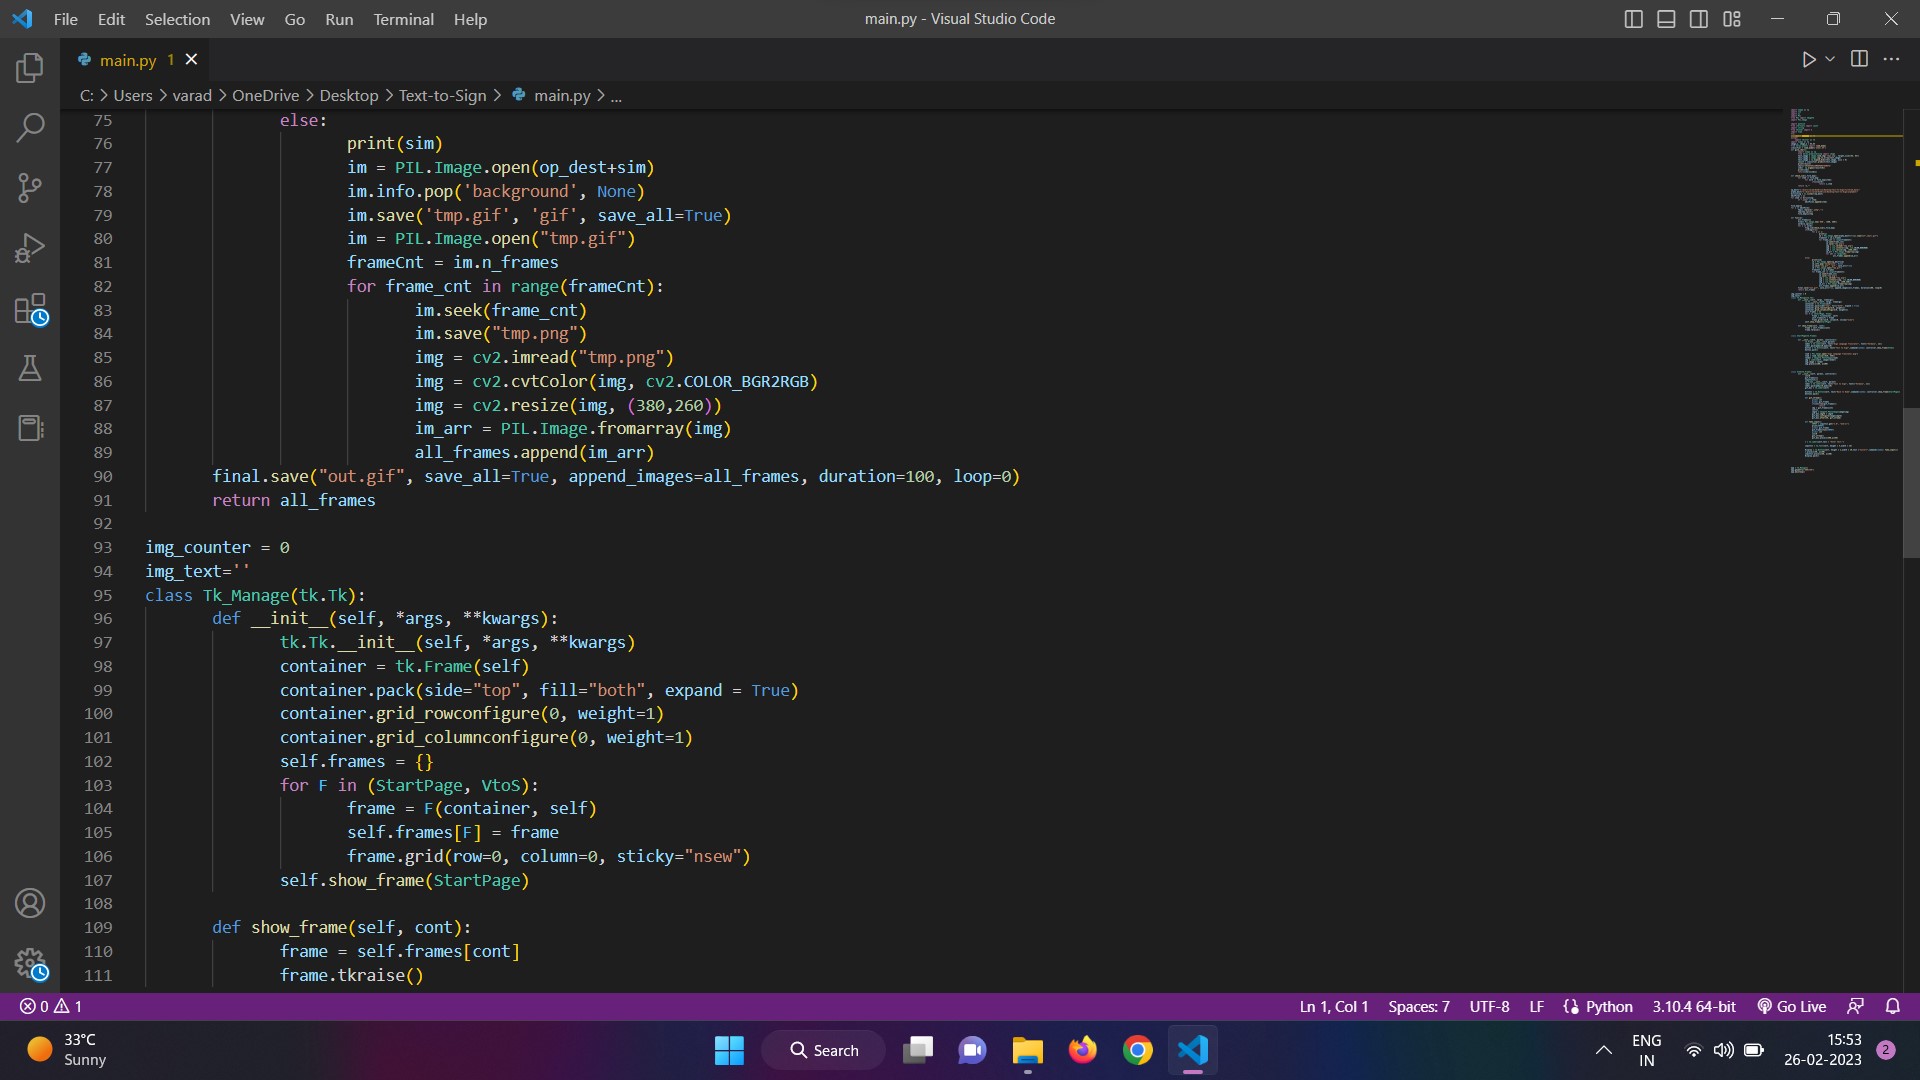 File Edit Selection View Go Run Terminal Help
main.py - Visual Studio Code
main.py 1
C: > Users > varad > OneDrive > Desktop > Text-to-Sign > main.py > ...
75 else:
76 print(sim)
77 im = PIL.Image.open(op_dest+sim)
78 im.info.pop('background', None)
79 im.save('tmp.gif', 'gif', save_all=True)
80 im = PIL.Image.open("tmp.gif")
81 frameCnt = im.n_frames
82 for frame_cnt in range(frameCnt):
83 im.seek(frame_cnt)
84 im.save("tmp.png")
85 img = cv2.imread("tmp.png")
86 img = cv2.cvtColor(img, cv2.COLOR_BGR2RGB)
87 img = cv2.resize(img, (380,260))
88 im_arr = PIL.Image.fromarray(img)
89 all_frames.append(im_arr)
90 final.save("out.gif", save_all=True, append_images=all_frames, duration=100, loop=0)
91 return all_frames
92
93 img_counter = 0
94 img_text=''
95 class Tk_Manage(tk.Tk):
96 def __init__(self, *args, **kwargs):
97 tk.Tk.__init__(self, *args, **kwargs)
98 container = tk.Frame(self)
99 container.pack(side="top", fill="both", expand = True)
100 container.grid_rowconfigure(0, weight=1)
101 container.grid_columnconfigure(0, weight=1)
102 self.frames = {}
103 for F in (StartPage, VtoS):
104 frame = F(container, self)
105 self.frames[F] = frame
106 frame.grid(row=0, column=0, sticky="nsew")
107 self.show_frame(StartPage)
108
109 def show_frame(self, cont):
110 frame = self.frames[cont]
111 frame.tkraise()
0 1
Ln 1, Col 1 Spaces: 7 UTF-8 LF Python 3.10.4 64-bit Go Live
33°C
Sunny
Search
ENG
IN
15:53
26-02-2023
2